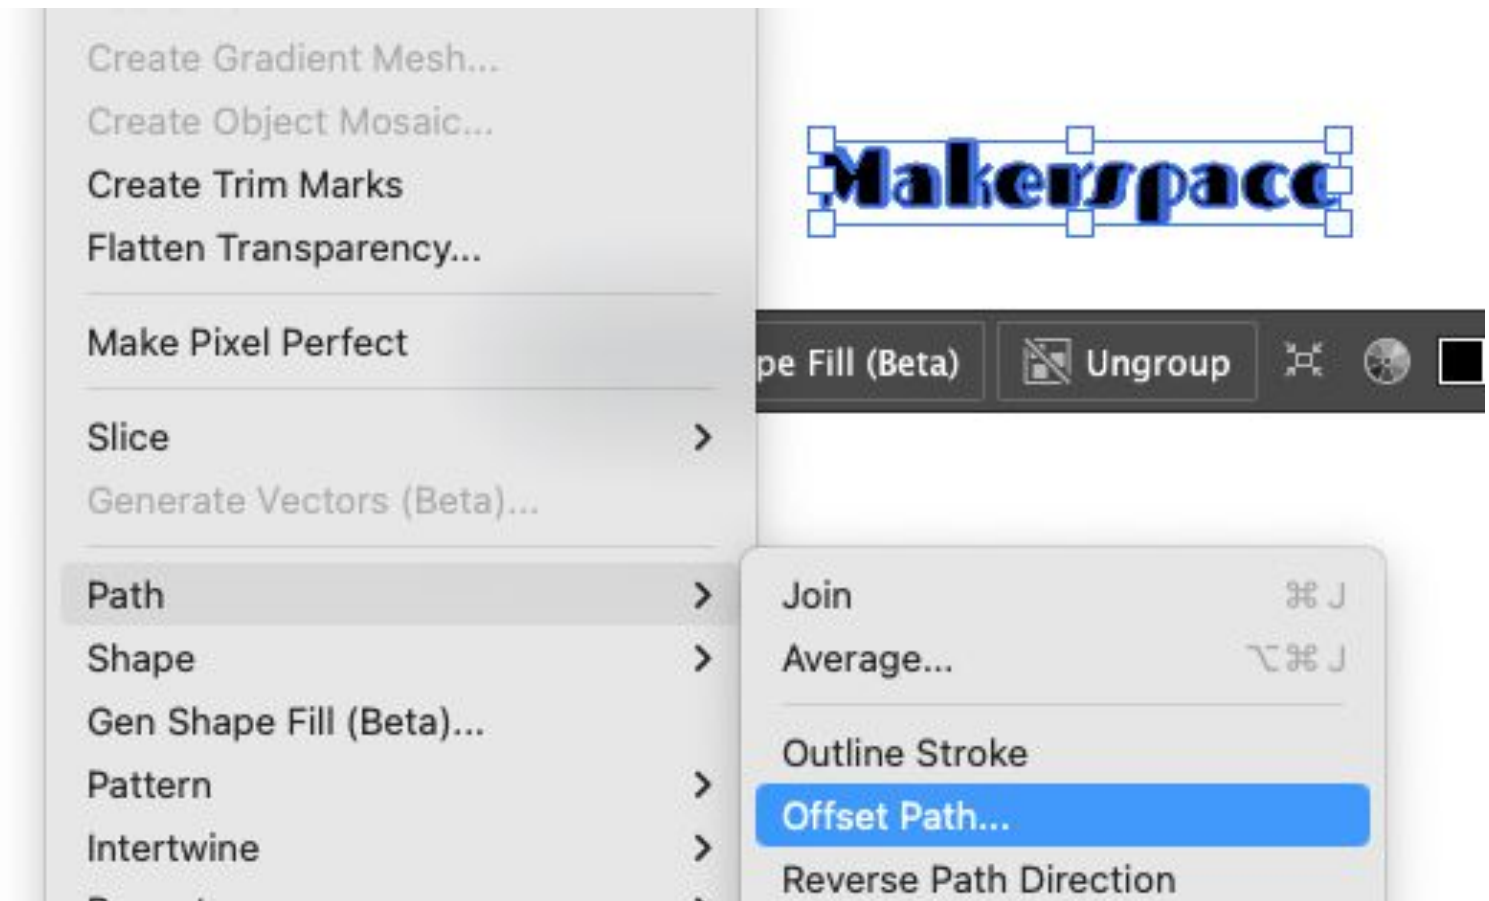 Create Gradient Mesh...
Create Object Mosaic...
Create Trim Marks
Flatten Transparency...
Make Pixel Perfect
Slice
Generate Vectors (Beta)...
Path
Shape
Gen Shape Fill (Beta)...
Pattern
Intertwine
Makerspace
pe Fill (Beta)
Ungroup
Join ⌘ J
Average... ⌥⌘ J
Outline Stroke
Offset Path...
Reverse Path Direction